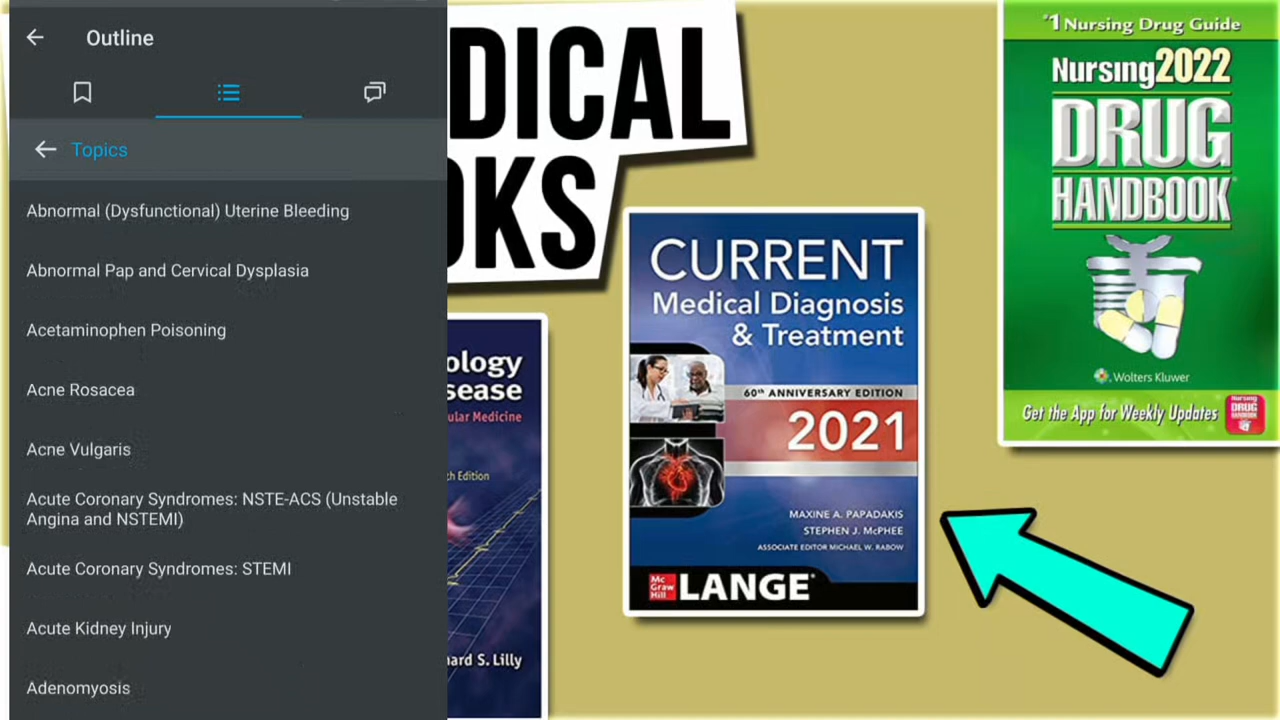 Outline
Topics
Abnormal (Dysfunctional) Uterine Bleeding
Abnormal Pap and Cervical Dysplasia
Acetaminophen Poisoning
Acne Rosacea
Acne Vulgaris
Acute Coronary Syndromes: NSTE-ACS (Unstable
Angina and NSTEMI)
Acute Coronary Syndromes: STEMI
Acute Kidney Injury
Adenomyosis
DICAL
OKS
ology
sease
ular Medicine
th Edition
ard S. Lilly
CURRENT
Medical Diagnosis
& Treatment
60th ANNIVERSARY EDITION
2021
MAXINE A. PAPADAKIS
STEPHEN J. McPHEE
ASSOCIATE EDITOR MICHAEL W. RABOW
Mc
Graw
Hill
LANGE®
#1 Nursing Drug Guide
Nursing2022
DRUG
HANDBOOK®
Wolters Kluwer
Get the App for Weekly Updates
Nursing
DRUG
HANDBOOK